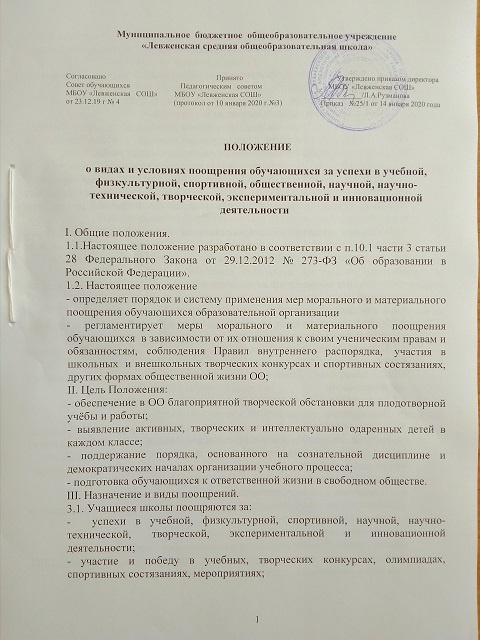 Муниципальное бюджетное общеобразовательное учреждение
«Левженская средняя общеобразовательная школа»
Согласовано Принято Утверждено приказом директора
Совет обучающихся Педагогическим советом МБОУ «Левженская СОШ»
МБОУ «Левженская СОШ» МБОУ «Левженская СОШ» /Л.А.Рузманова
от 23.12.19 г № 4 (протокол от 10 января 2020 г.№3) Приказ №25/1 от 14 января 2020 года
ПОЛОЖЕНИЕ
о видах и условиях поощрения обучающихся за успехи в учебной,
физкультурной, спортивной, общественной, научной, научно-
технической, творческой, экспериментальной и инновационной
деятельности
I. Общие положения.
1.1.Настоящее положение разработано в соответствии с п.10.1 части 3 статьи
28 Федерального Закона от 29.12.2012 № 273-ФЗ «Об образовании в
Российской Федерации».
1.2. Настоящее положение
- определяет порядок и систему применения мер морального и материального
поощрения обучающихся образовательной организации
- регламентирует меры морального и материального поощрения
обучающихся в зависимости от их отношения к своим ученическим правам и
обязанностям, соблюдения Правил внутреннего распорядка, участия в
школьных и внешкольных творческих конкурсах и спортивных состязаниях,
других формах общественной жизни ОО;
II. Цель Положения:
- обеспечение в ОО благоприятной творческой обстановки для плодотворной
учёбы и работы;
- выявление активных, творческих и интеллектуально одаренных детей в
каждом классе;
- поддержание порядка, основанного на сознательной дисциплине и
демократических началах организации учебного процесса;
- подготовка обучающихся к ответственной жизни в свободном обществе.
III. Назначение и виды поощрений.
3.1. Учащиеся школы поощряются за:
- успехи в учебной, физкультурной, спортивной, научной, научно-
технической, творческой, экспериментальной и инновационной
деятельности;
- участие и победу в учебных, творческих конкурсах, олимпиадах,
спортивных состязаниях, мероприятиях;
1